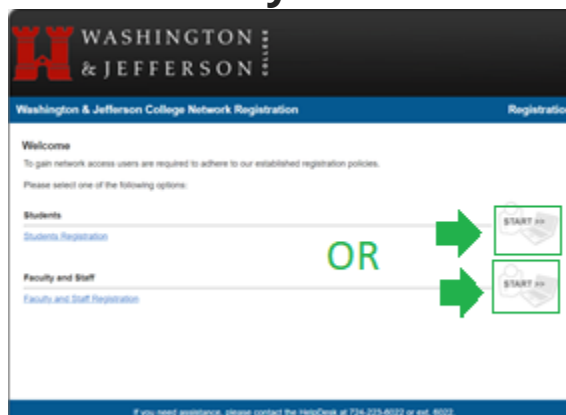 WASHINGTON
& JEFFERSON
COLLEGE
Washington & Jefferson College Network Registration Registration
Welcome
To gain network access users are required to adhere to our established registration policies.
Please select one of the following options:
Students
START >>
Students Registration
OR
Faculty and Staff
START >>
Faculty and Staff Registration
If you need assistance, please contact the HelpDesk at 724-223-6022 or ext. 6022